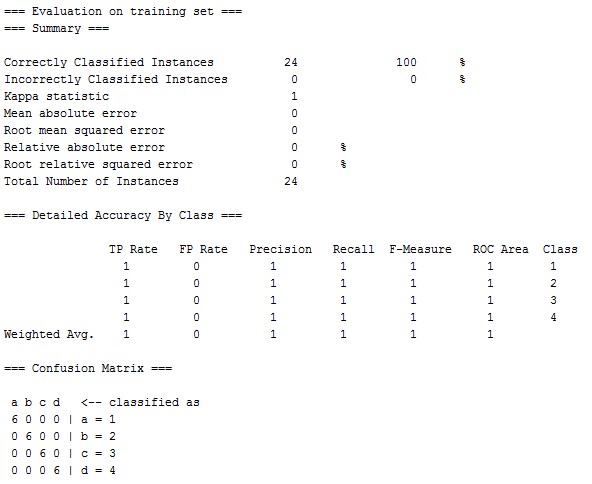 === Evaluation on training set ===
=== Summary ===
Correctly Classified Instances 24 100 %
Incorrectly Classified Instances 0 0 %
Kappa statistic 1
Mean absolute error 0
Root mean squared error 0
Relative absolute error 0 %
Root relative squared error 0 %
Total Number of Instances 24
=== Detailed Accuracy By Class ===
TP Rate FP Rate Precision Recall F-Measure ROC Area Class
1 0 1 1 1 1 1
1 0 1 1 1 1 2
1 0 1 1 1 1 3
1 0 1 1 1 1 4
Weighted Avg. 1 0 1 1 1 1
=== Confusion Matrix ===
a b c d <-- classified as
6 0 0 0 | a = 1
0 6 0 0 | b = 2
0 0 6 0 | c = 3
0 0 0 6 | d = 4